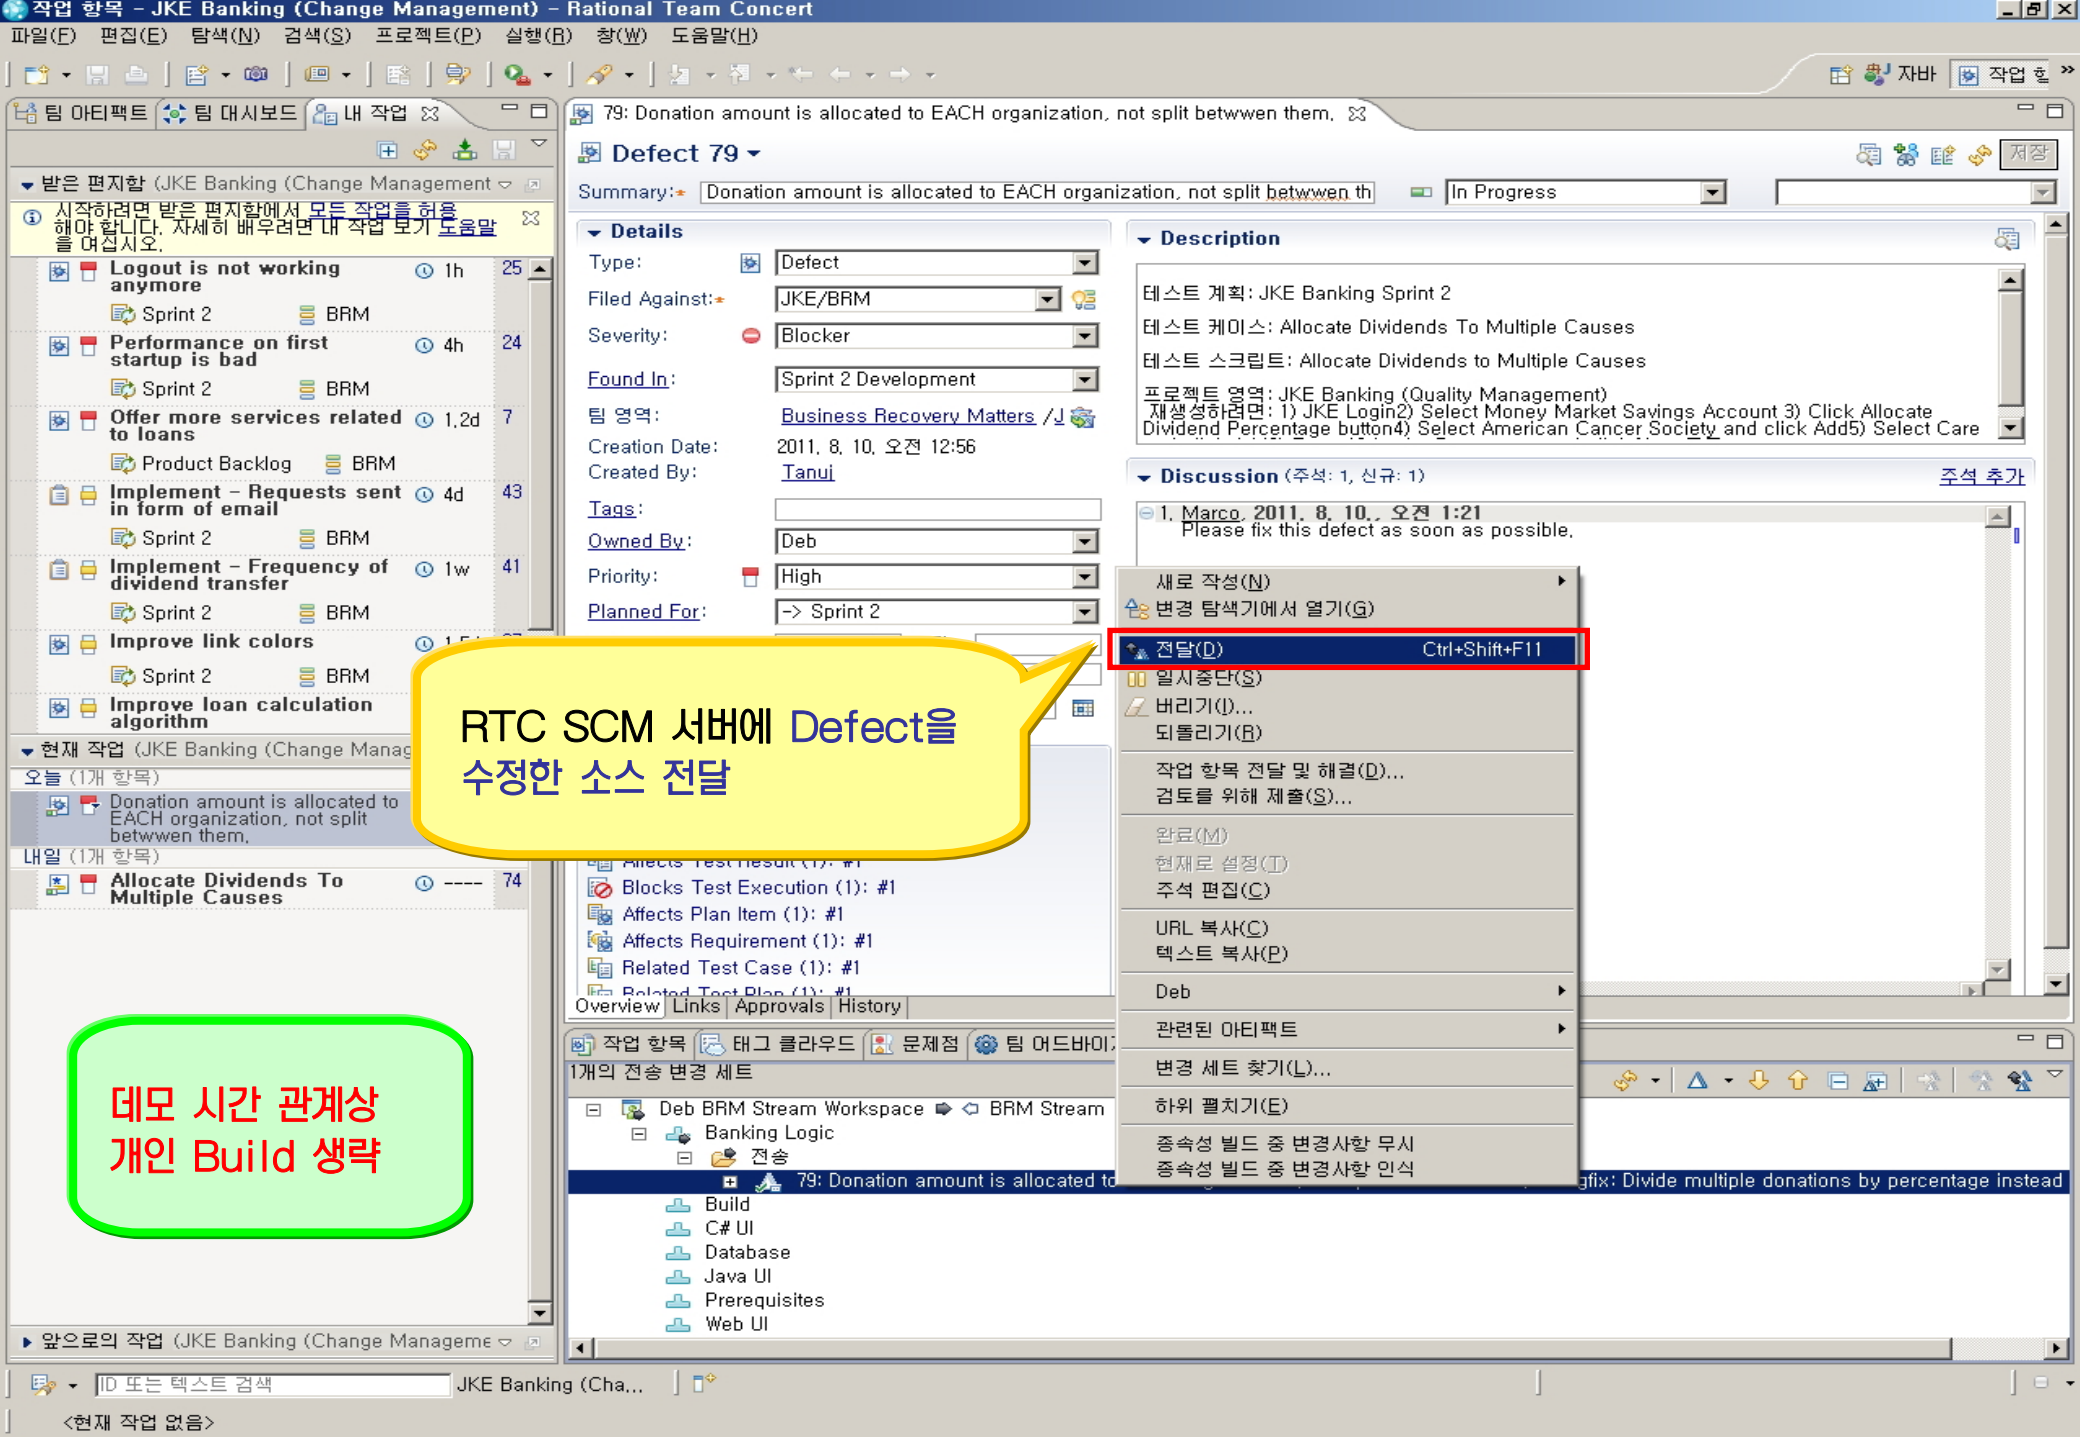 작업 항목 - JKE Banking (Change Management) - Rational Team Concert
파일(F) 편집(E) 탐색(N) 검색(S) 프로젝트(P) 실행(R) 창(W) 도움말(H)
자바 작업 항 »
팀 아티팩트 팀 대시보드 내 작업
받은 편지함 (JKE Banking (Change Management
시작하려면 받은 편지함에서 모든 작업을 허용
해야 합니다. 자세히 배우려면 내 작업 보기 도움말
을 여십시오.
Logout is not working 1h 25
anymore
Sprint 2 BRM
Performance on first 4h 24
startup is bad
Sprint 2 BRM
Offer more services related 1.2d 7
to loans
Product Backlog BRM
Implement - Requests sent 4d 43
in form of email
Sprint 2 BRM
Implement - Frequency of 1w 41
dividend transfer
Sprint 2 BRM
Improve link colors
Sprint 2 BRM
Improve loan calculation
algorithm
현재 작업 (JKE Banking (Change Manag
오늘 (1개 항목)
Donation amount is allocated to
EACH organization, not split
betwwen them.
내일 (1개 항목)
Allocate Dividends To ---- 74
Multiple Causes
데모 시간 관계상
개인 Build 생략
앞으로의 작업 (JKE Banking (Change Manageme
79: Donation amount is allocated to EACH organization, not split betwwen them.
Defect 79
저장
Summary: Donation amount is allocated to EACH organization, not split betwwen th In Progress
Details
Type: Defect
Filed Against: JKE/BRM
Severity: Blocker
Found In: Sprint 2 Development
팀 영역: Business Recovery Matters /J
Creation Date: 2011. 8. 10. 오전 12:56
Created By: Tanuj
Tags:
Owned By: Deb
Priority: High
Planned For: -> Sprint 2
RTC SCM 서버에 Defect을
수정한 소스 전달
Affects Test Result (1): #1
Blocks Test Execution (1): #1
Affects Plan Item (1): #1
Affects Requirement (1): #1
Related Test Case (1): #1
Related Test Plan (1): #1
Overview Links Approvals History
Description
테스트 계획: JKE Banking Sprint 2
테스트 케이스: Allocate Dividends To Multiple Causes
테스트 스크립트: Allocate Dividends to Multiple Causes
프로젝트 영역: JKE Banking (Quality Management)
재생성하려면: 1) JKE Login2) Select Money Market Savings Account 3) Click Allocate
Dividend Percentage button4) Select American Cancer Society and click Add5) Select Care
Discussion (주석: 1, 신규: 1) 주석 추가
1. Marco, 2011. 8. 10., 오전 1:21
Please fix this defect as soon as possible.
새로 작성(N)
변경 탐색기에서 열기(G)
전달(D) Ctrl+Shift+F11
일시중단(S)
버리기(I)...
되돌리기(R)
작업 항목 전달 및 해결(D)...
검토를 위해 제출(S)...
완료(M)
현재로 설정(T)
주석 편집(C)
URL 복사(C)
텍스트 복사(P)
Deb
관련된 아티팩트
변경 세트 찾기(L)...
하위 펼치기(E)
종속성 빌드 중 변경사항 무시
종속성 빌드 중 변경사항 인식
작업 항목 태그 클라우드 문제점 팀 어드바이
1개의 전송 변경 세트
Deb BRM Stream Workspace BRM Stream
Banking Logic
전송
79: Donation amount is allocated to gfix: Divide multiple donations by percentage instead
Build
C# UI
Database
Java UI
Prerequisites
Web UI
ID 또는 텍스트 검색 JKE Banking (Cha...
<현재 작업 없음>